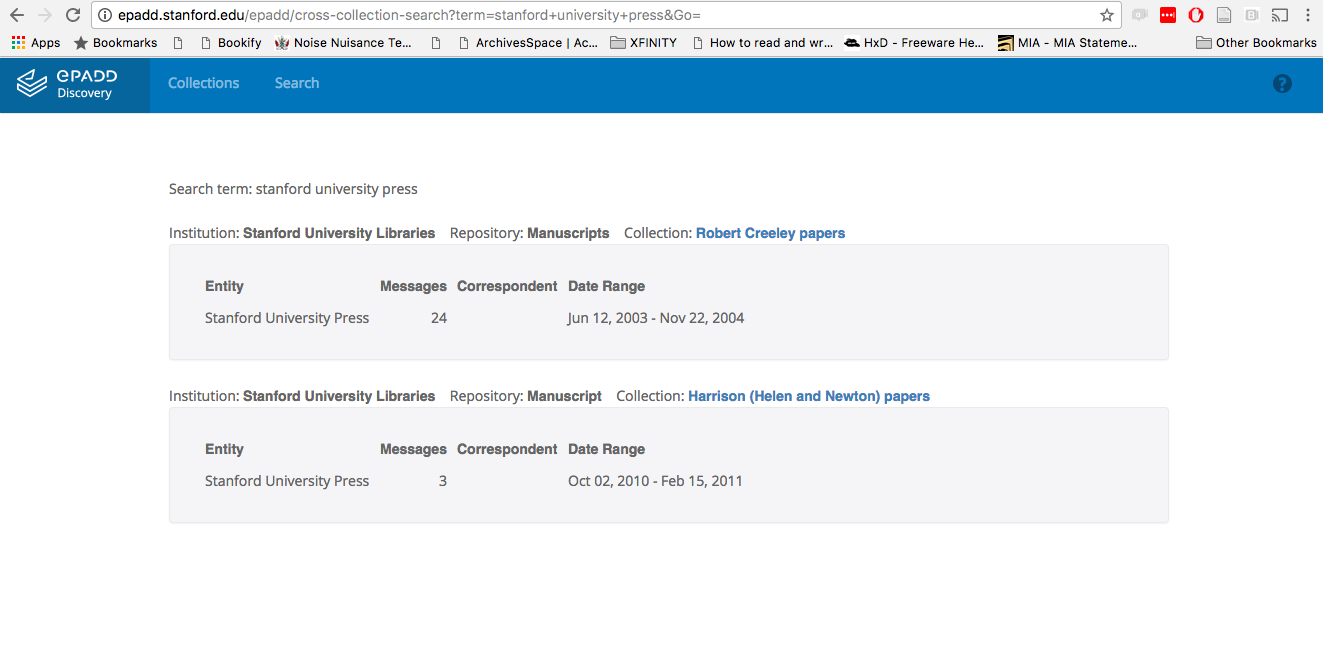 epadd.stanford.edu/epadd/cross-collection-search?term=stanford+university+press&Go=
Apps Bookmarks Bookify Noise Nuisance Te... ArchivesSpace | Ac... XFINITY How to read and wr... HxD - Freeware He... MIA - MIA Stateme... Other Bookmarks
ePADD
Discovery
Collections Search ?
Search term: stanford university press
Institution: Stanford University Libraries Repository: Manuscripts Collection: Robert Creeley papers
Entity Messages Correspondent Date Range
Stanford University Press 24 Jun 12, 2003 - Nov 22, 2004
Institution: Stanford University Libraries Repository: Manuscript Collection: Harrison (Helen and Newton) papers
Entity Messages Correspondent Date Range
Stanford University Press 3 Oct 02, 2010 - Feb 15, 2011